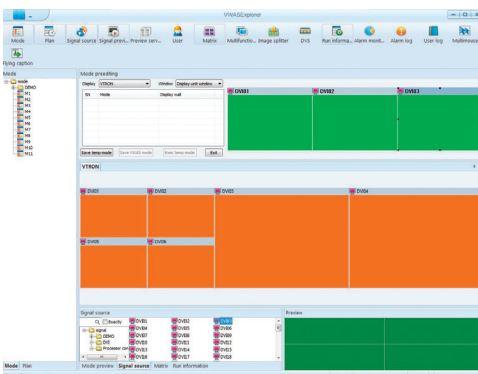 VWASExplorer
Mode
Plan
Signal source
Signal previ...
Preview serv...
User
Matrix
Multifunctio...
Image splitter
DVS
Run informa...
Alarm monit...
Alarm log
User log
Flying caption
Mode
mode
DEMO
M1
M2
M3
M4
M5
M6
M7
M8
M9
M10
M11
Mode preediting
Display
VTRON
Window
Display unit window
SN
Mode
Display wall
Save temp mode
Exec temp mode
Exit
DVI01
DVI02
DVI03
VTRON
DVI01
DVI02
DVI03
DVI04
DVI05
DVI06
Signal source
Exactly
signal
DEMO
DVI
Processor con
DVI01
DVI02
DVI03
DVI04
DVI05
DVI06
DVI07
DVI08
DVI09
DVI10
DVI11
DVI12
DVI13
DVI14
DVI15
DVI16
DVI17
DVI18
Preview
Mode
Plan
Mode preview
Signal source
Matrix
Run information